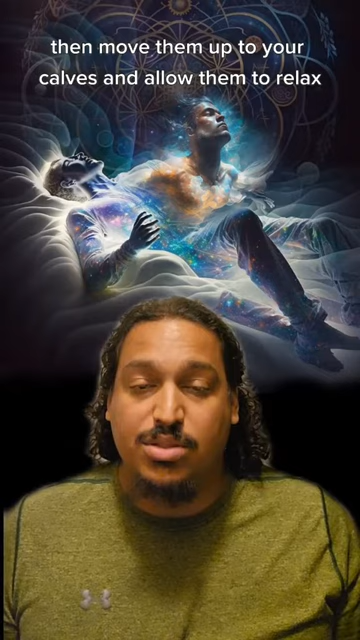 then move them up to your
calves and allow them to relax